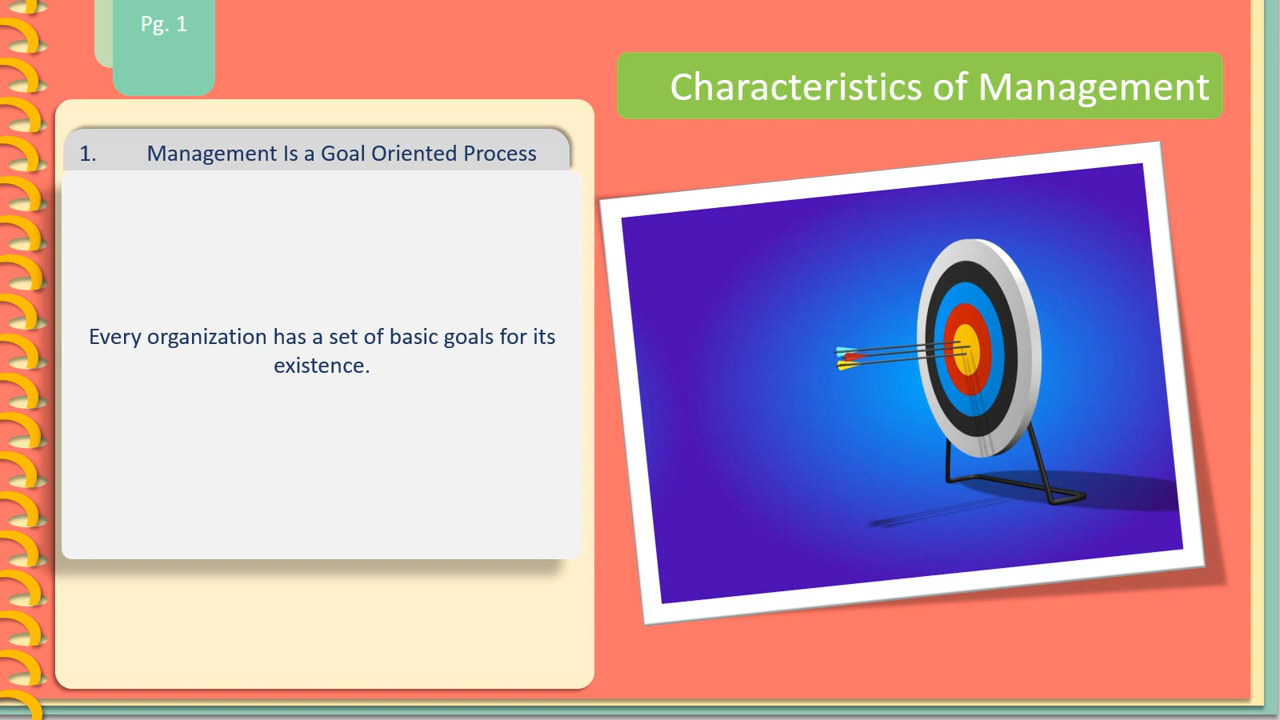 Pg. 1
Characteristics of Management
1. Management Is a Goal Oriented Process
Every organization has a set of basic goals for its
existence.